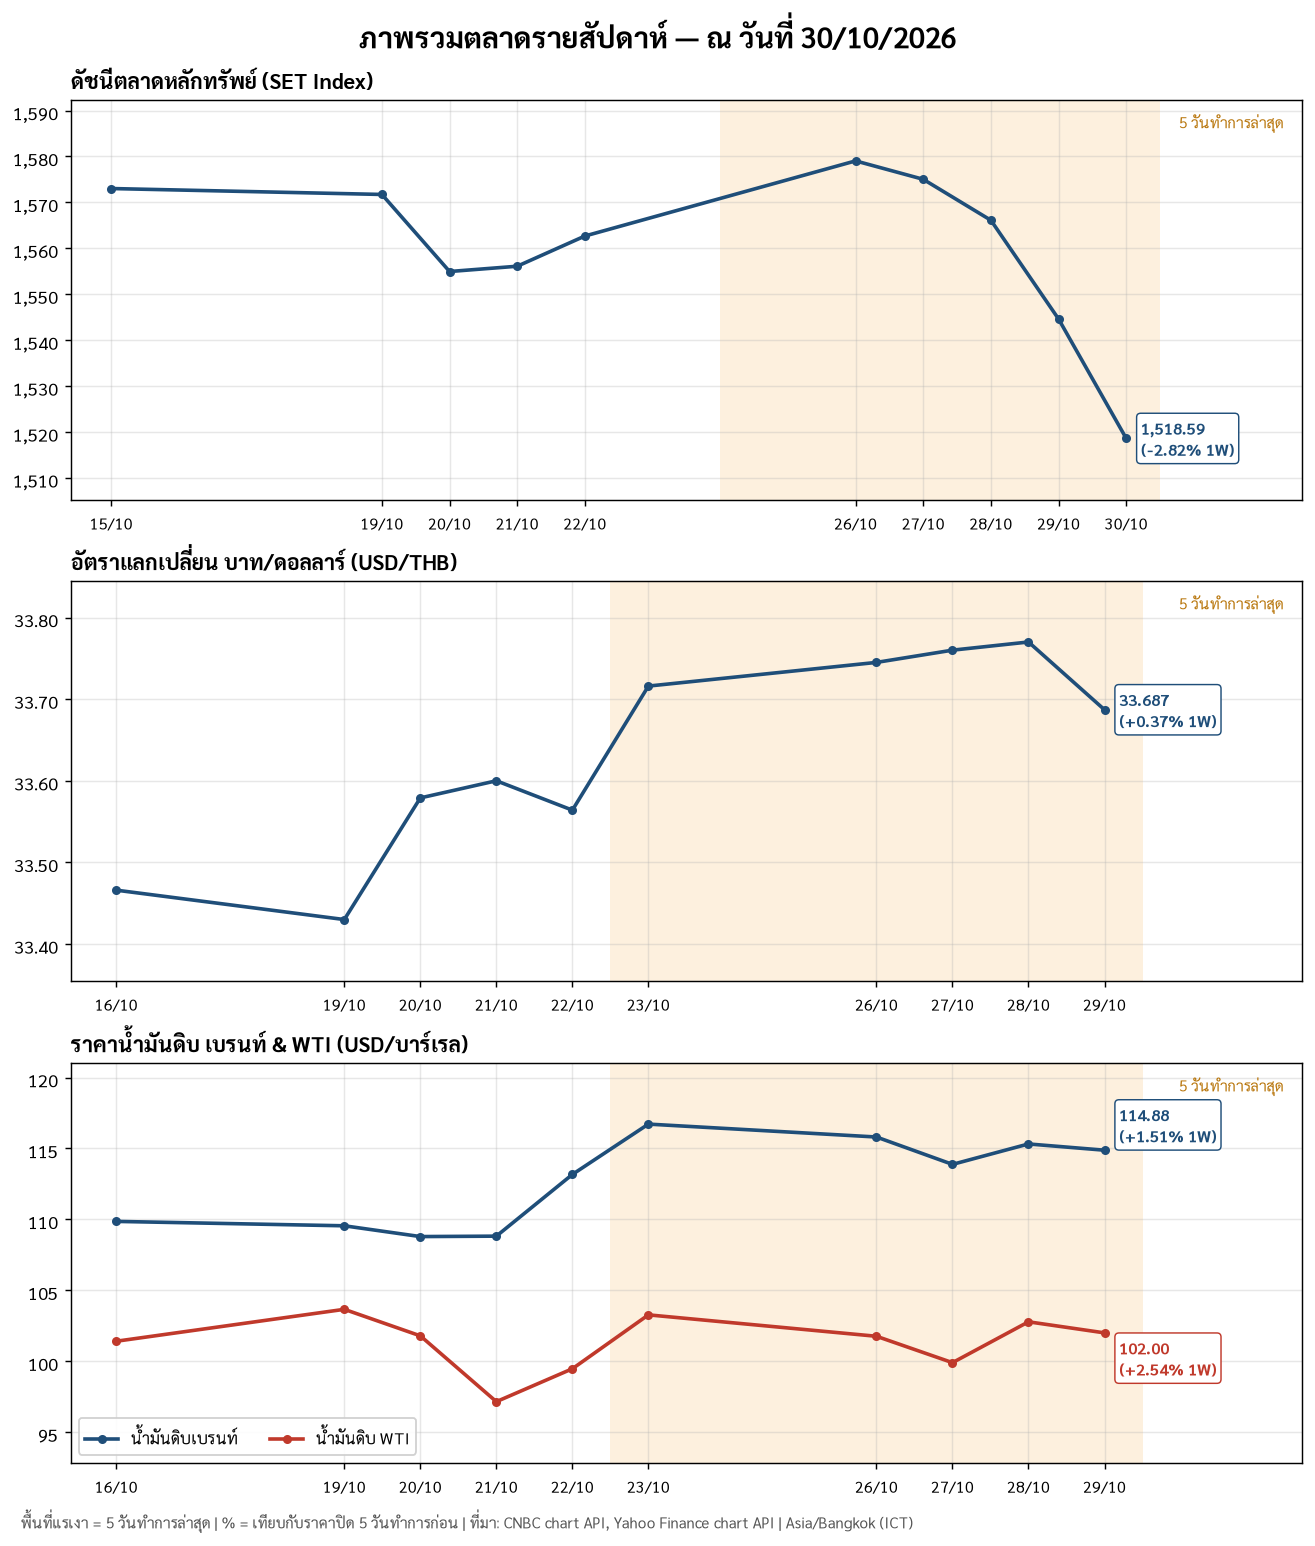 ภาพรวมตลาดรายสัปดาห์ — ณ วันที่ 30/10/2026
ดัชนีตลาดหลักทรัพย์ (SET Index)
5 วันทำการล่าสุด
1,590
1,580
1,570
1,560
1,550
1,540
1,530
1,520
1,510
1,518.59
(-2.82% 1W)
15/10 19/10 20/10 21/10 22/10 26/10 27/10 28/10 29/10 30/10
อัตราแลกเปลี่ยน บาท/ดอลลาร์ (USD/THB)
5 วันทำการล่าสุด
33.80
33.70
33.60
33.50
33.40
33.687
(+0.37% 1W)
16/10 19/10 20/10 21/10 22/10 23/10 26/10 27/10 28/10 29/10
ราคาน้ำมันดิบ เบรนท์ & WTI (USD/บาร์เรล)
5 วันทำการล่าสุด
120
115
110
105
100
95
114.88
(+1.51% 1W)
102.00
(+2.54% 1W)
น้ำมันดิบเบรนท์ น้ำมันดิบ WTI
16/10 19/10 20/10 21/10 22/10 23/10 26/10 27/10 28/10 29/10
พื้นที่แรเงา = 5 วันทำการล่าสุด | % = เทียบกับราคาปิด 5 วันทำการก่อน | ที่มา: CNBC chart API, Yahoo Finance chart API | Asia/Bangkok (ICT)